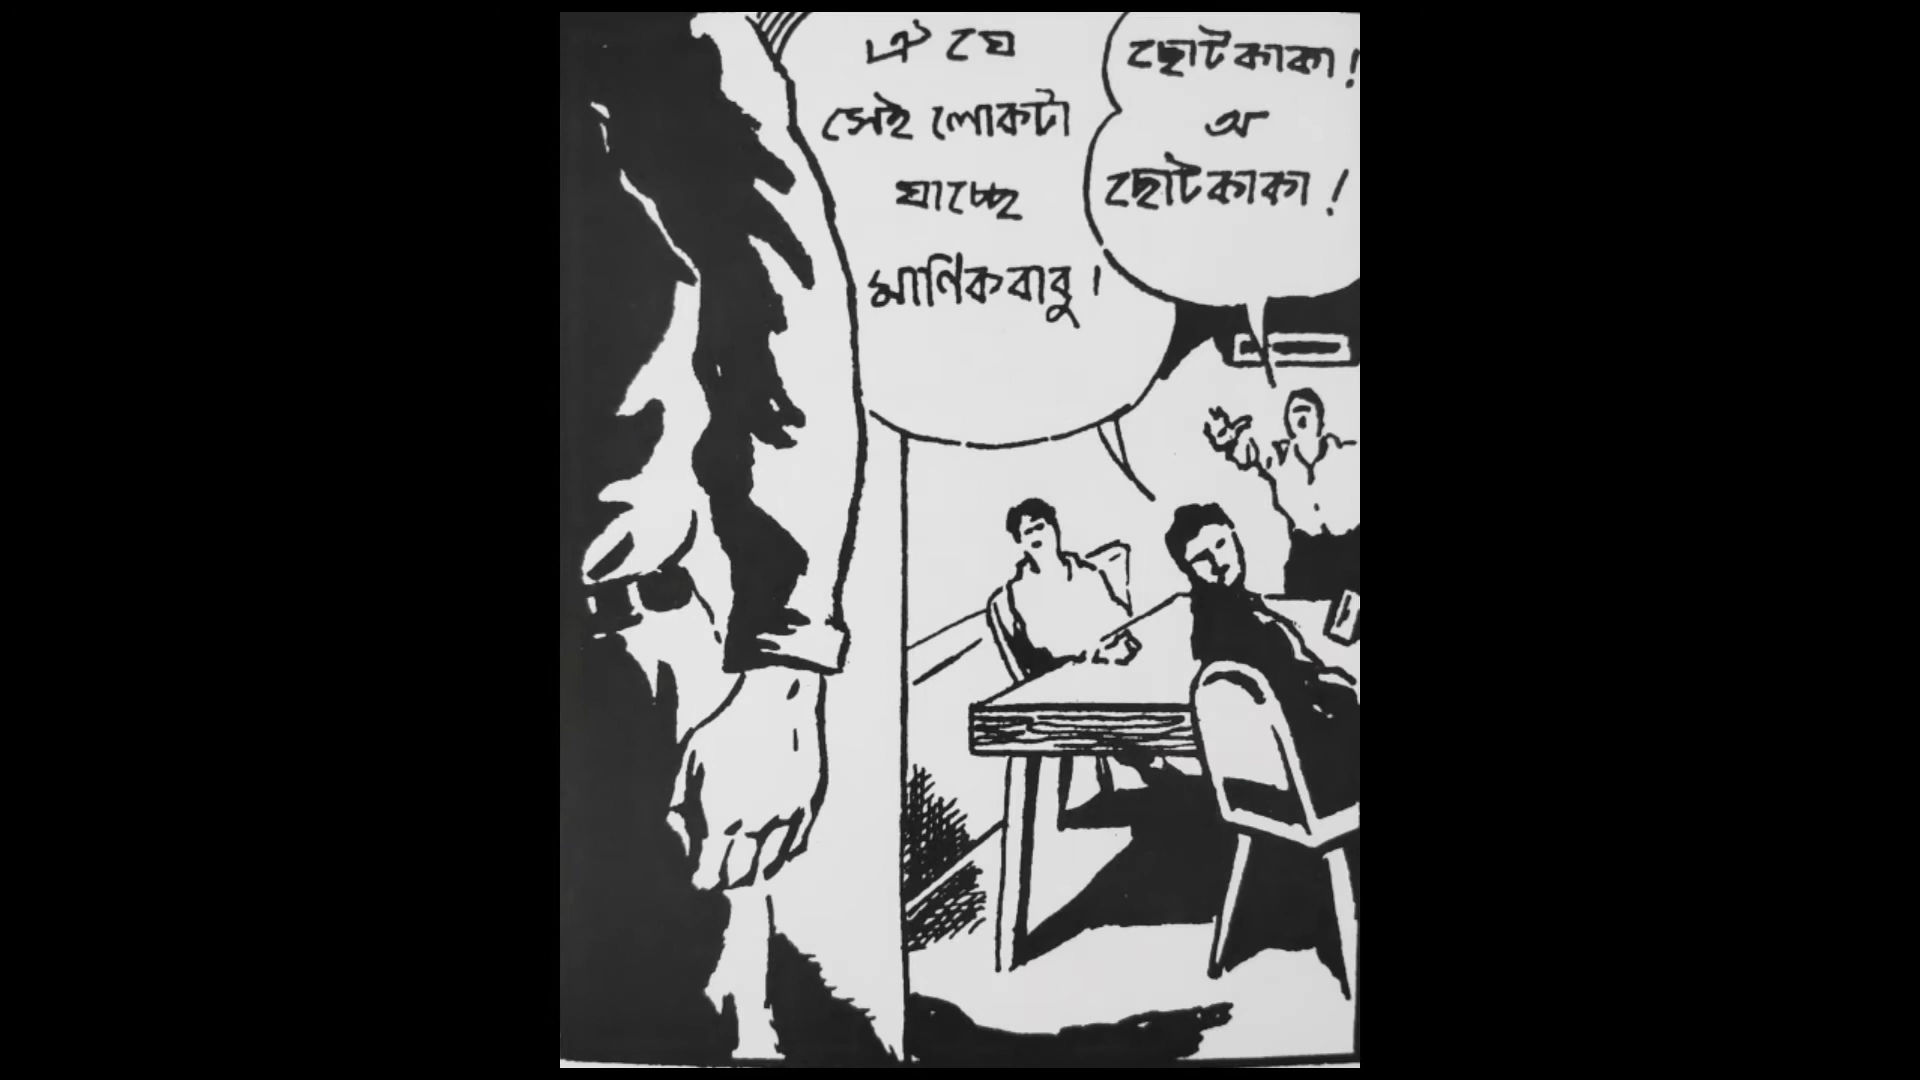 ঐ যে
সেই লোকটা
যাচ্ছে
মাণিকবাবু।
ছোটকাকা!
অ
ছোটকাকা!